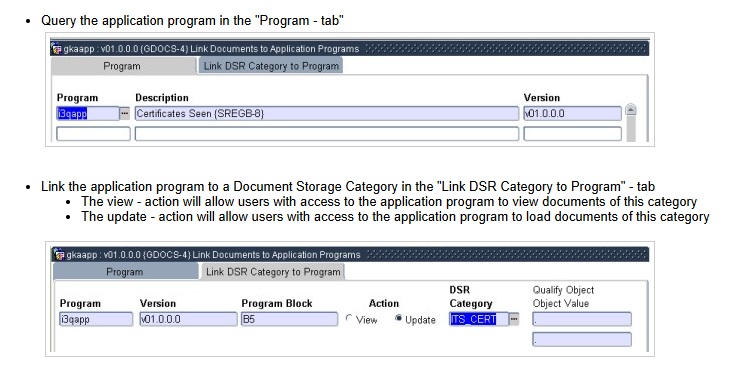 • Query the application program in the "Program - tab"
gkaapp : v01.0.0.0 (GDOCS-4) Link Documents to Application Programs
Program Link DSR Category to Program
Program Description Version
i3qapp ... Certificates Seen {SREGB-8} v01.0.0.0
• Link the application program to a Document Storage Category in the "Link DSR Category to Program" - tab
• The view - action will allow users with access to the application program to view documents of this category
• The update - action will allow users with access to the application program to load documents of this category
gkaapp : v01.0.0.0 (GDOCS-4) Link Documents to Application Programs
Program Link DSR Category to Program
DSR Qualify Object
Program Version Program Block Action Category Object Value
i3qapp v01.0.0.0 B5 View Update ITS_CERT ... .
.